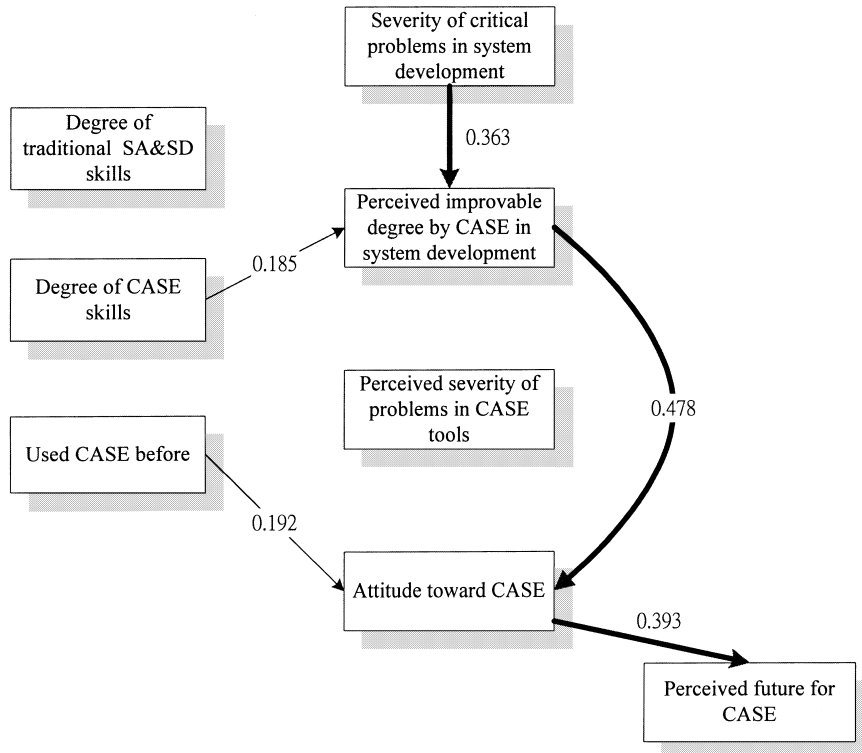 Severity of critical
problems in system
development
0.363
Degree of
traditional SA&SD
skills
Perceived improvable
degree by CASE in
system development
0.185
Degree of CASE
skills
Perceived severity of
problems in CASE
tools
0.478
Used CASE before
0.192
Attitude toward CASE
0.393
Perceived future for
CASE